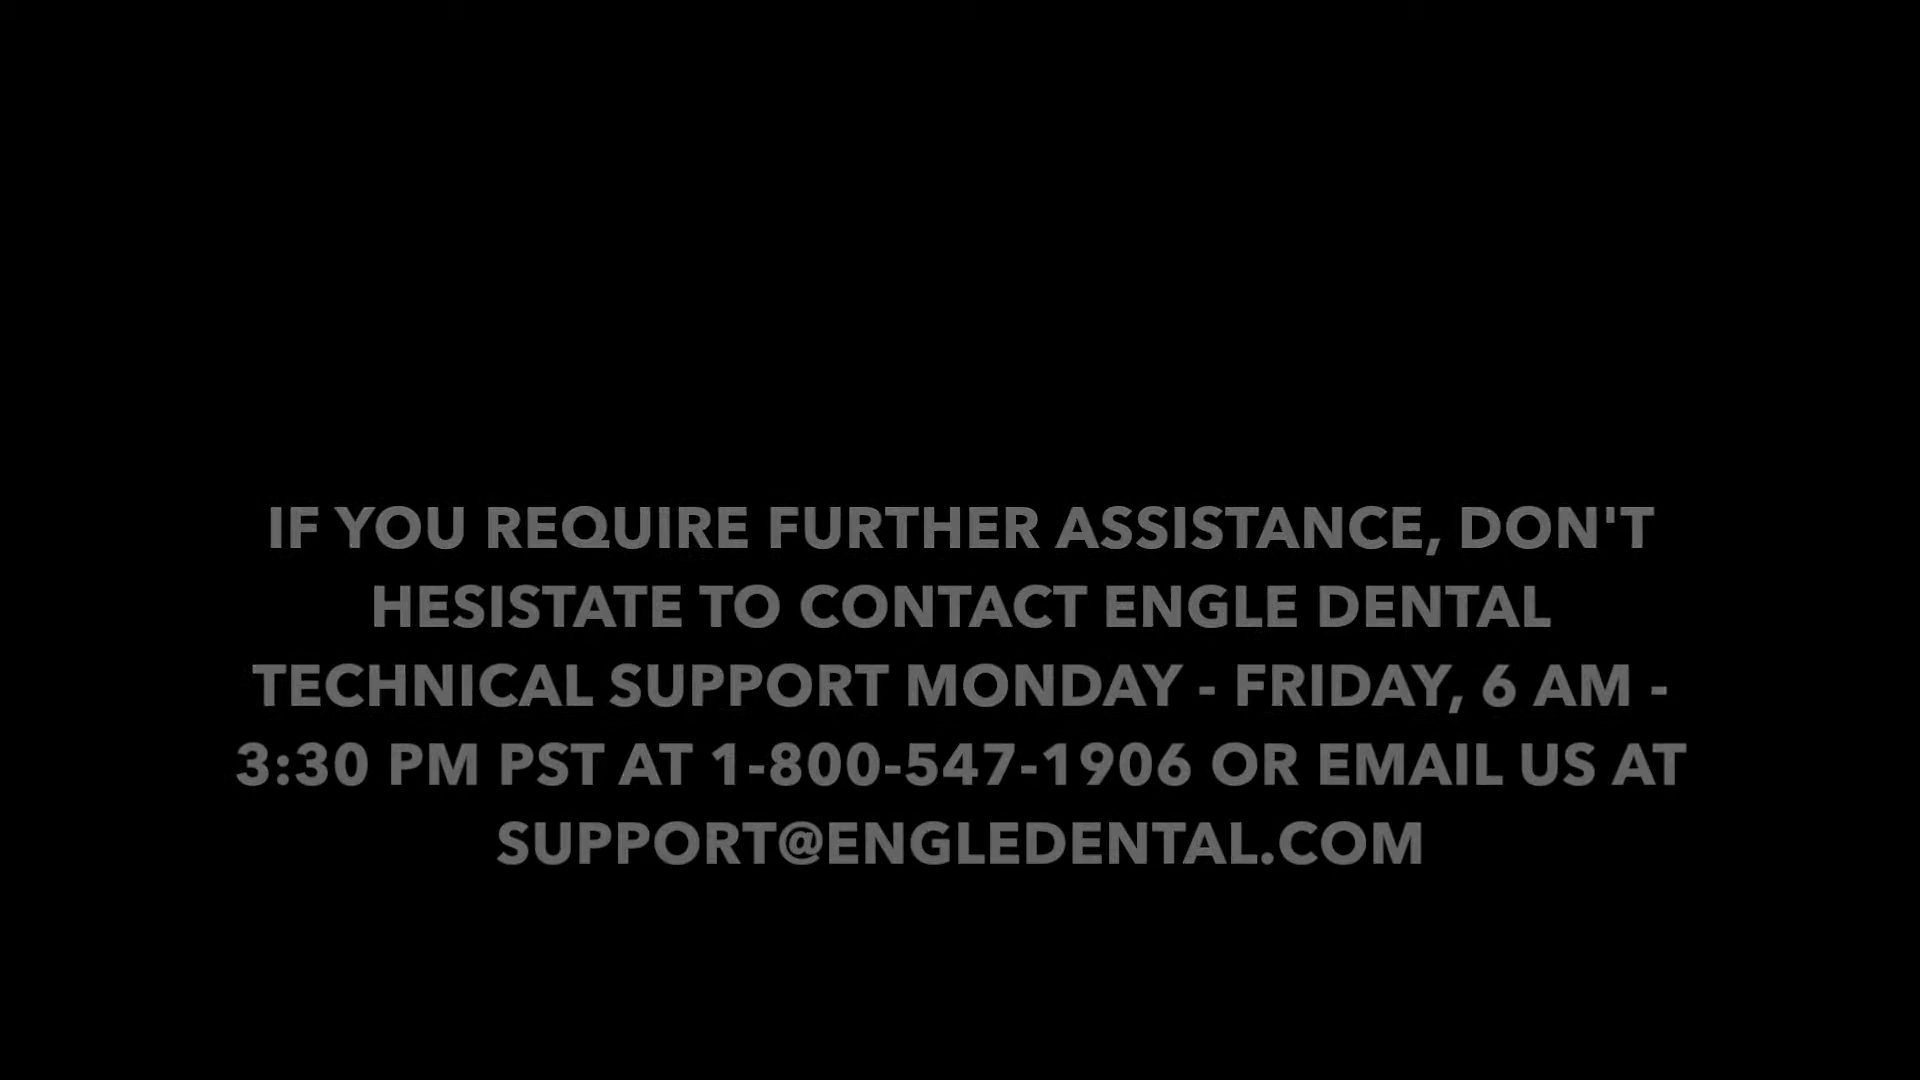 IF YOU REQUIRE FURTHER ASSISTANCE, DON'T
HESISTATE TO CONTACT ENGLE DENTAL
TECHNICAL SUPPORT MONDAY - FRIDAY, 6 AM -
3:30 PM PST AT 1-800-547-1906 OR EMAIL US AT
SUPPORT@ENGLEDENTAL.COM